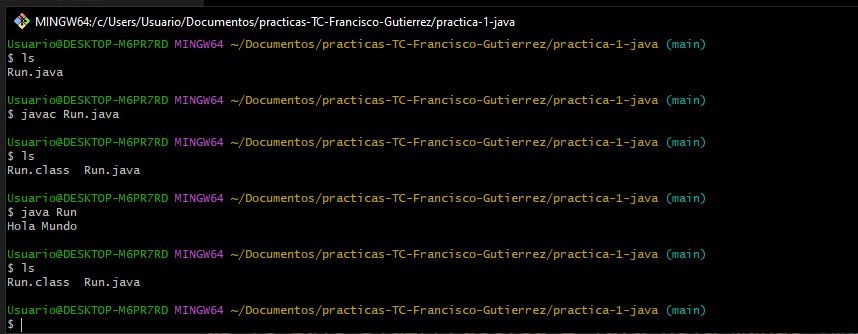 MINGW64:/c/Users/Usuario/Documentos/practicas-TC-Francisco-Gutierrez/practica-1-java
Usuario@DESKTOP-M6PR7RD MINGW64 ~/Documentos/practicas-TC-Francisco-Gutierrez/practica-1-java (main)
$ ls
Run.java
Usuario@DESKTOP-M6PR7RD MINGW64 ~/Documentos/practicas-TC-Francisco-Gutierrez/practica-1-java (main)
$ javac Run.java
Usuario@DESKTOP-M6PR7RD MINGW64 ~/Documentos/practicas-TC-Francisco-Gutierrez/practica-1-java (main)
$ ls
Run.class  Run.java
Usuario@DESKTOP-M6PR7RD MINGW64 ~/Documentos/practicas-TC-Francisco-Gutierrez/practica-1-java (main)
$ java Run
Hola Mundo
Usuario@DESKTOP-M6PR7RD MINGW64 ~/Documentos/practicas-TC-Francisco-Gutierrez/practica-1-java (main)
$ ls
Run.class  Run.java
Usuario@DESKTOP-M6PR7RD MINGW64 ~/Documentos/practicas-TC-Francisco-Gutierrez/practica-1-java (main)
$